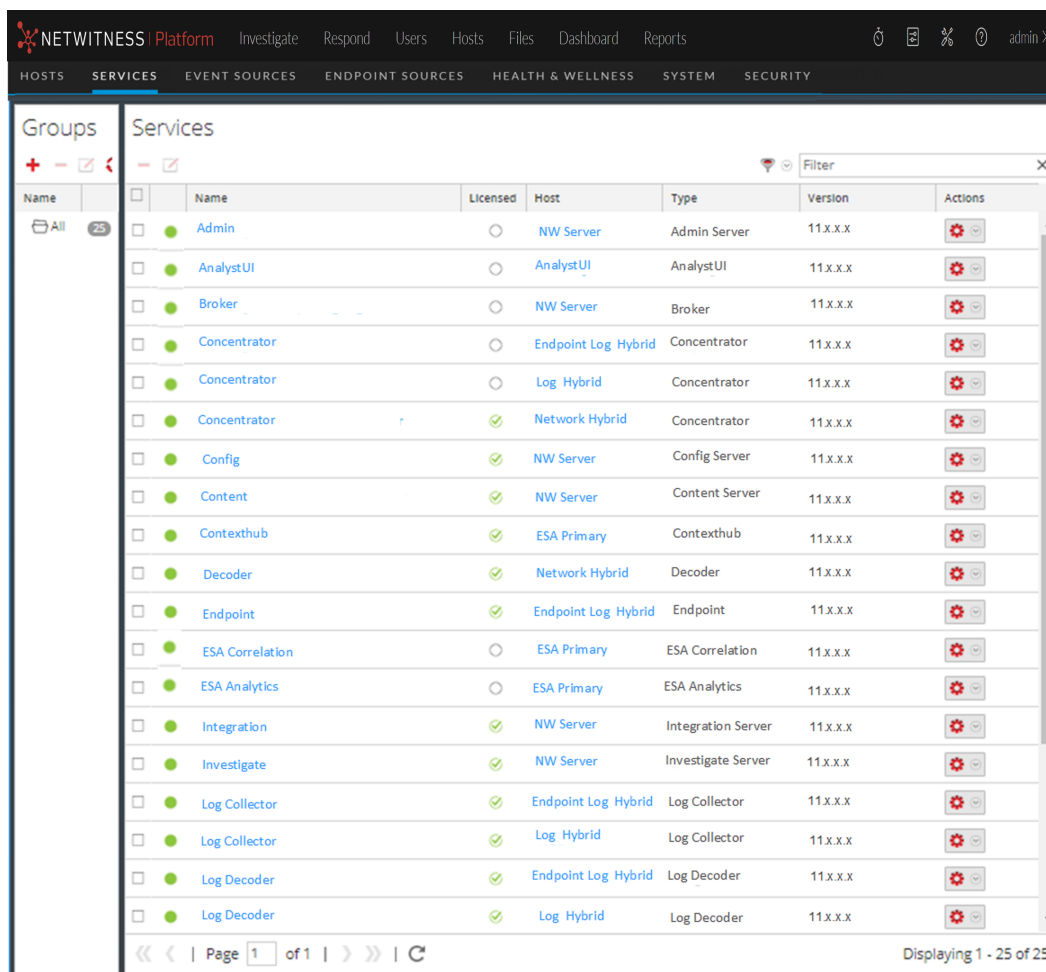 NETWITNESS Platform Investigate Respond Users Hosts Files Dashboard Reports admin
HOSTS SERVICES EVENT SOURCES ENDPOINT SOURCES HEALTH & WELLNESS SYSTEM SECURITY
Groups Services
Filter
Name Name Licensed Host Type Version Actions
All 25 Admin NW Server Admin Server 11.x.x.x
AnalystUI AnalystUI AnalystUI 11.x.x.x
Broker NW Server Broker 11.x.x.x
Concentrator Endpoint Log Hybrid Concentrator 11.x.x.x
Concentrator Log Hybrid Concentrator 11.x.x.x
Concentrator Network Hybrid Concentrator 11.x.x.x
Config NW Server Config Server 11.x.x.x
Content NW Server Content Server 11.x.x.x
Contexthub ESA Primary Contexthub 11.x.x.x
Decoder Network Hybrid Decoder 11.x.x.x
Endpoint Endpoint Log Hybrid Endpoint 11.x.x.x
ESA Correlation ESA Primary ESA Correlation 11.x.x.x
ESA Analytics ESA Primary ESA Analytics 11.x.x.x
Integration NW Server Integration Server 11.x.x.x
Investigate NW Server Investigate Server 11.x.x.x
Log Collector Endpoint Log Hybrid Log Collector 11.x.x.x
Log Collector Log Hybrid Log Collector 11.x.x.x
Log Decoder Endpoint Log Hybrid Log Decoder 11.x.x.x
Log Decoder Log Hybrid Log Decoder 11.x.x.x
| Page 1 of 1 | | Displaying 1 - 25 of 25